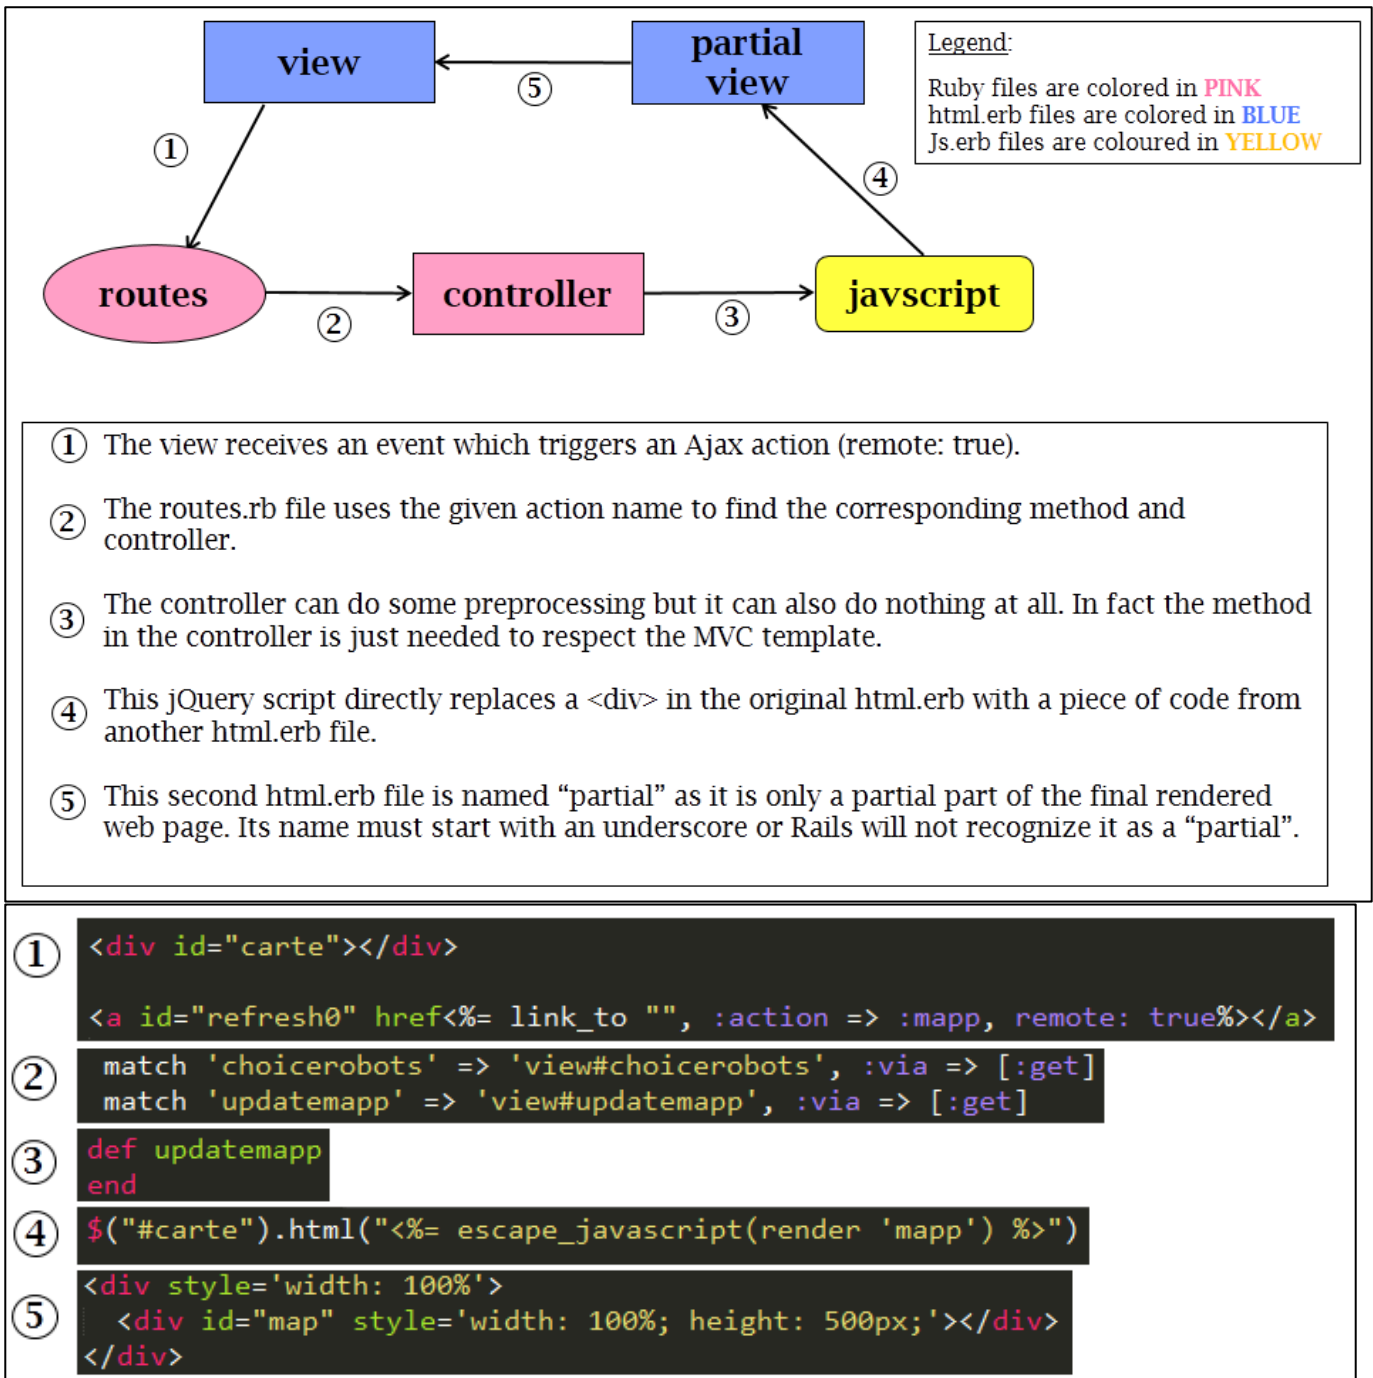 view
partial
view
Legend:
Ruby files are colored in PINK
html.erb files are colored in BLUE
Js.erb files are coloured in YELLOW
5
1
4
routes
controller
javscript
2
3
1 The view receives an event which triggers an Ajax action (remote: true).
2 The routes.rb file uses the given action name to find the corresponding method and
controller.
3 The controller can do some preprocessing but it can also do nothing at all. In fact the method
in the controller is just needed to respect the MVC template.
4 This jQuery script directly replaces a <div> in the original html.erb with a piece of code from
another html.erb file.
5 This second html.erb file is named “partial” as it is only a partial part of the final rendered
web page. Its name must start with an underscore or Rails will not recognize it as a “partial”.
1 <div id="carte"></div>
<a id="refresh0" href<%= link_to "", :action => :mapp, remote: true%></a>
2 match 'choicerobots' => 'view#choicerobots', :via => [:get]
match 'updatemapp' => 'view#updatemapp', :via => [:get]
3 def updatemapp
end
4 $("#carte").html("<%= escape_javascript(render 'mapp') %>")
5 <div style='width: 100%'>
<div id="map" style='width: 100%; height: 500px;'></div>
</div>